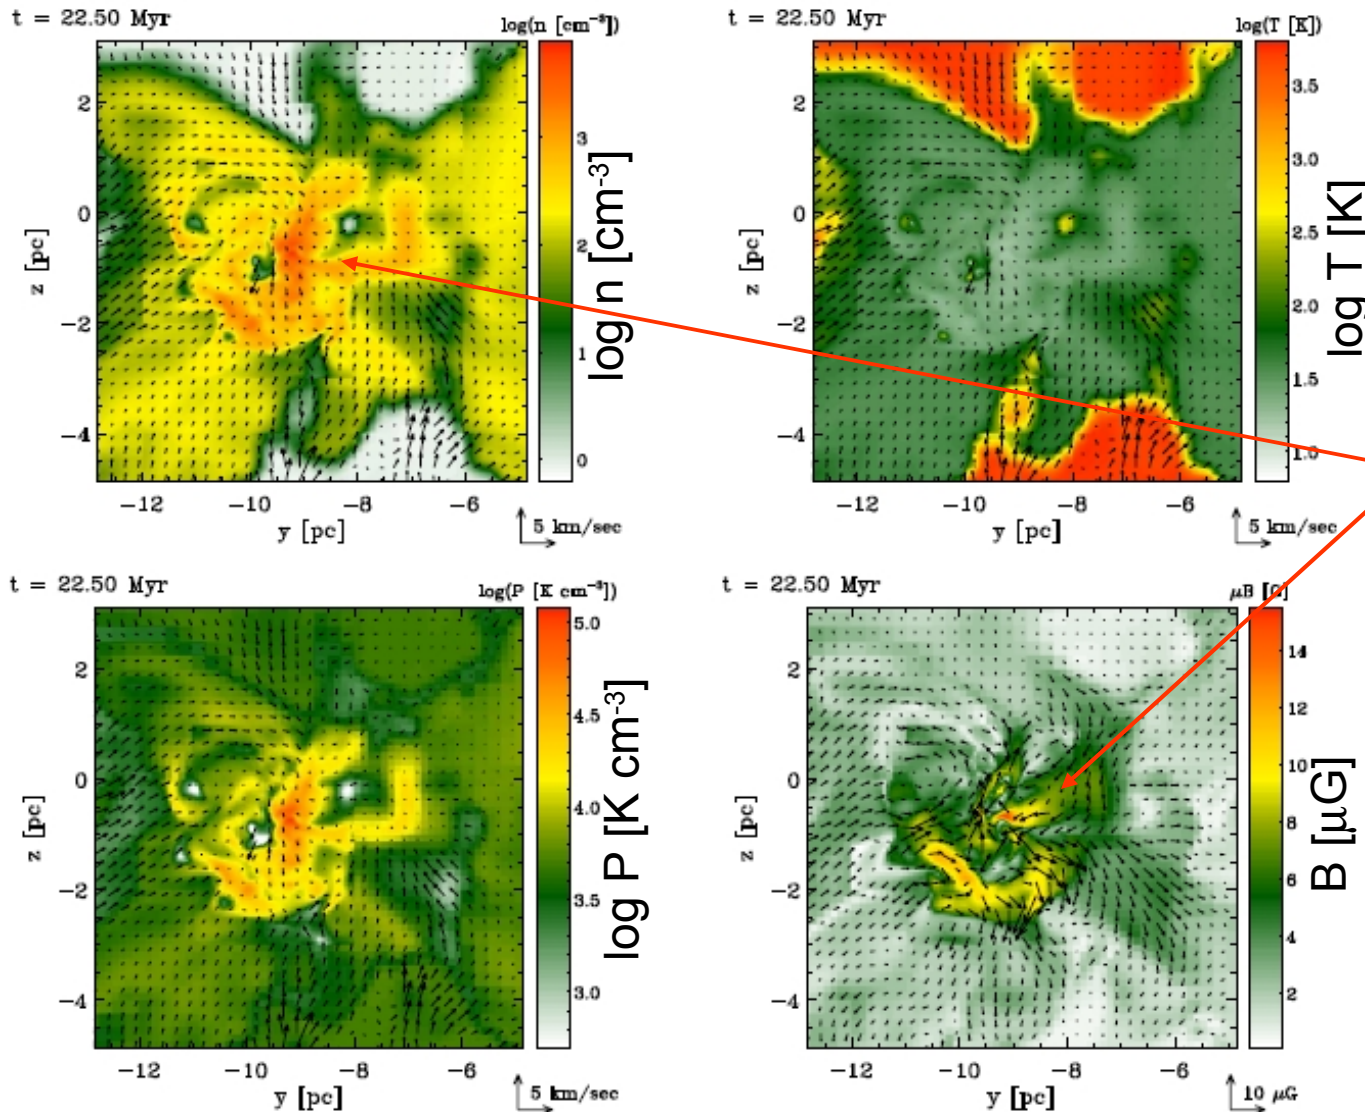 t = 22.50 Myr
log(n [cm⁻³])
2
0
−2
−4
z [pc]
−12
−10
−8
−6
y [pc]
3
2
1
0
log n [cm⁻³]
5 km/sec
log(T [K])
2
0
−2
−4
z [pc]
−12
−10
−8
−6
y [pc]
3.5
3.0
2.5
2.0
1.5
1.0
log T [K]
5 km/sec
t = 22.50 Myr
t = 22.50 Myr
log(P [K cm⁻³])
2
0
−2
−4
z [pc]
−12
−10
−8
−6
y [pc]
5.0
4.5
4.0
3.5
3.0
log P [K cm⁻³]
5 km/sec
t = 22.50 Myr
μB [G]
2
0
−2
−4
z [pc]
−12
−10
−8
−6
y [pc]
14
12
10
8
6
4
2
B [μG]
10 μG